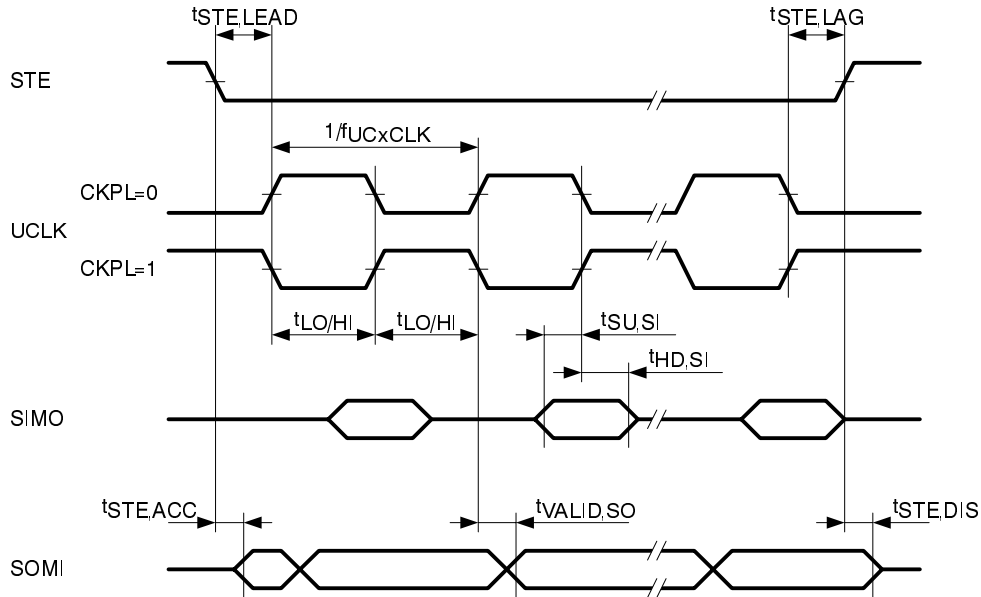 tSTE,LEAD
tSTE,LAG
STE
1/fUCxCLK
CKPL=0
UCLK
CKPL=1
tLO/HI
tLO/HI
tSU,SI
tHD,SI
SIMO
tSTE,ACC
tVALID,SO
tSTE,DIS
SOMI